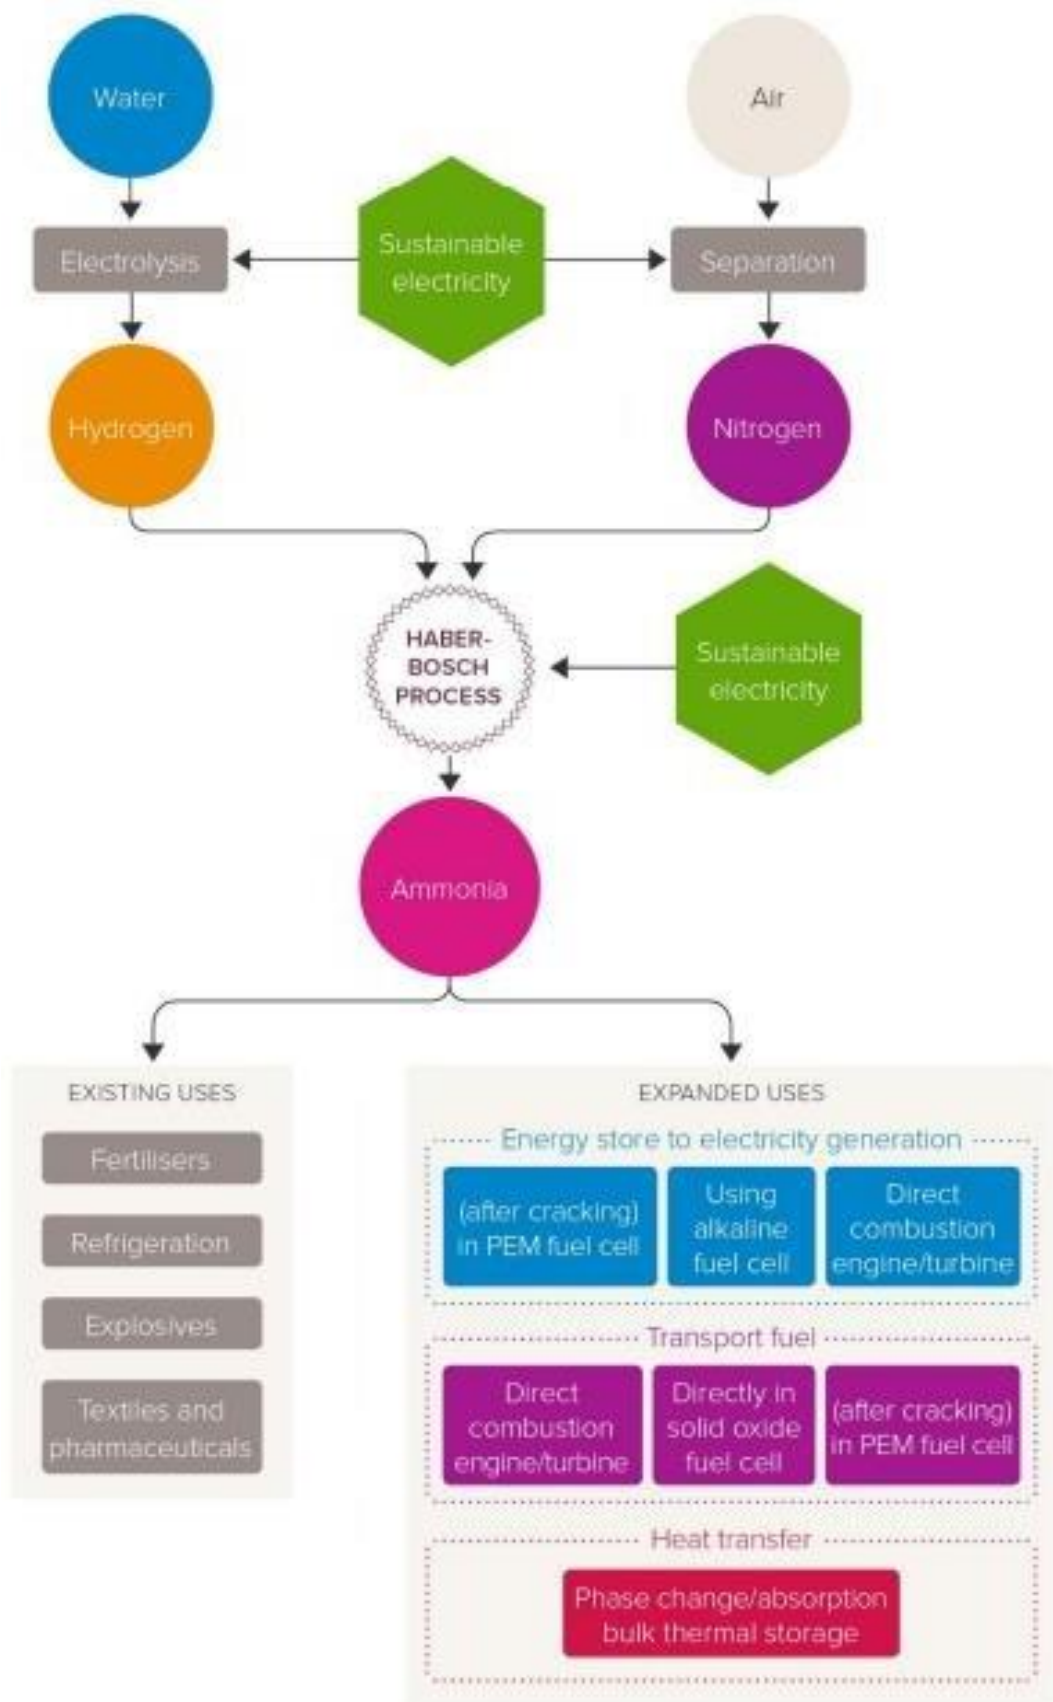 Water
Air
Sustainable
electricity
Electrolysis
Separation
Hydrogen
Nitrogen
HABER-
BOSCH
PROCESS
Sustainable
electricity
Ammonia
EXISTING USES
Fertilisers
Refrigeration
Explosives
Textiles and
pharmaceuticals
EXPANDED USES
Energy store to electricity generation
(after cracking)
in PEM fuel cell
Using
alkaline
fuel cell
Direct
combustion
engine/turbine
Transport fuel
Direct
combustion
engine/turbine
Directly in
solid oxide
fuel cell
(after cracking)
in PEM fuel cell
Heat transfer
Phase change/absorption
bulk thermal storage